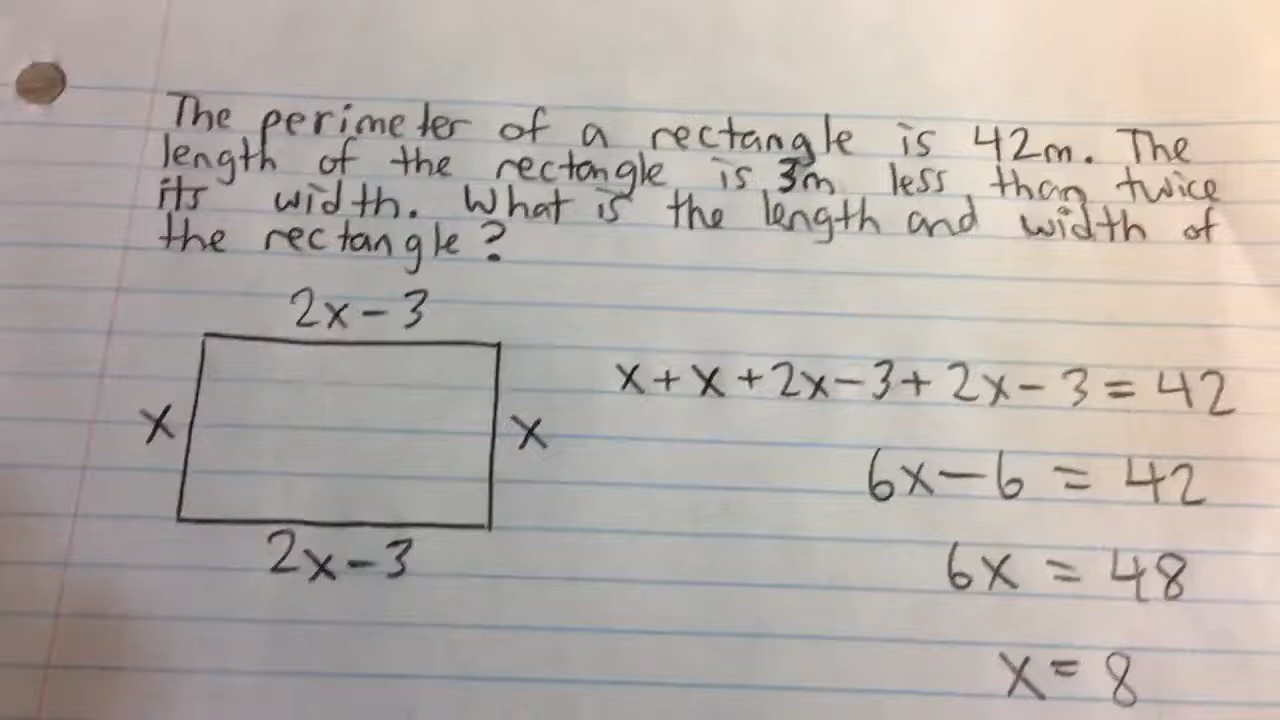 The perimeter of a rectangle is 42m. The
length of the rectangle is 3m less than twice
its width. What is the length and width of
the rectangle?
2x-3
x + x + 2x-3 + 2x-3 = 42
x
x
6x-6 = 42
2x-3
6x = 48
x = 8